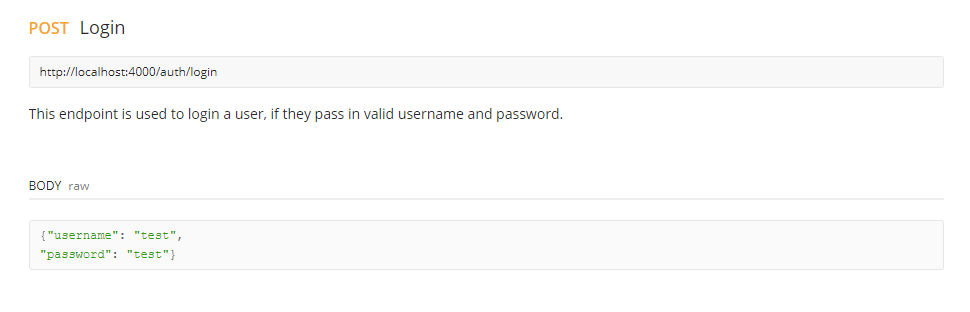 POST Login
http://localhost:4000/auth/login
This endpoint is used to login a user, if they pass in valid username and password.
BODY raw
{"username": "test",
"password": "test"}